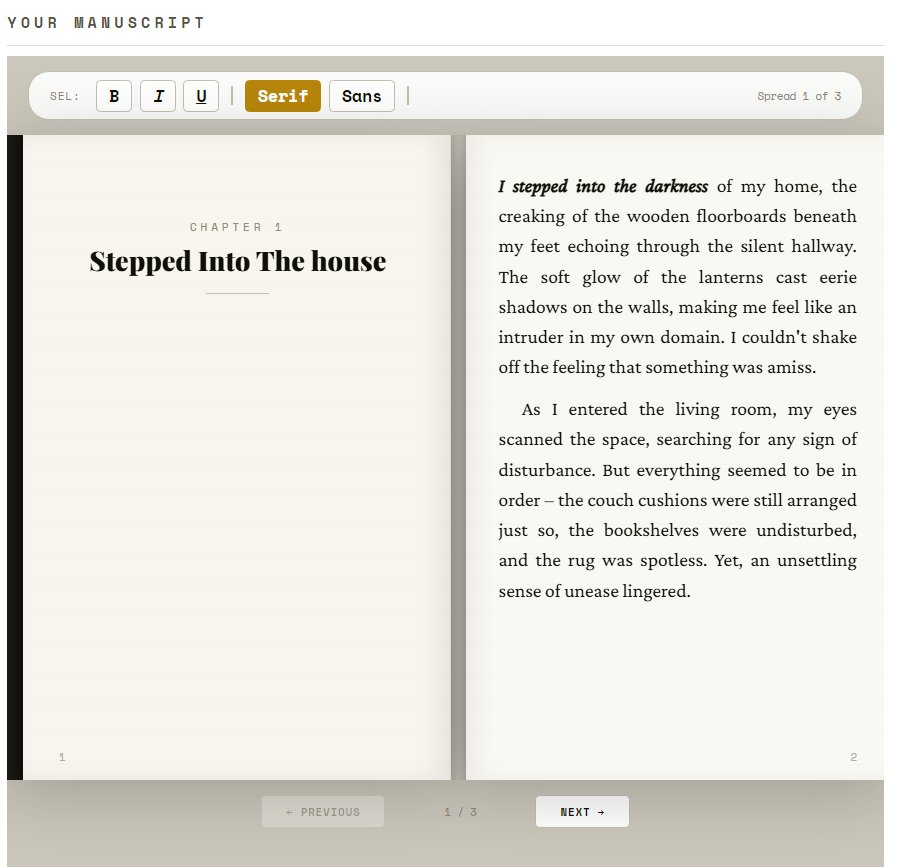 YOUR MANUSCRIPT
SEL: B I U | Serif Sans | Spread 1 of 3
CHAPTER 1
Stepped Into The house
1
I stepped into the darkness of my home, the
creaking of the wooden floorboards beneath
my feet echoing through the silent hallway.
The soft glow of the lanterns cast eerie
shadows on the walls, making me feel like an
intruder in my own domain. I couldn't shake
off the feeling that something was amiss.
As I entered the living room, my eyes
scanned the space, searching for any sign of
disturbance. But everything seemed to be in
order – the couch cushions were still arranged
just so, the bookshelves were undisturbed,
and the rug was spotless. Yet, an unsettling
sense of unease lingered.
2
← PREVIOUS 1 / 3 NEXT →